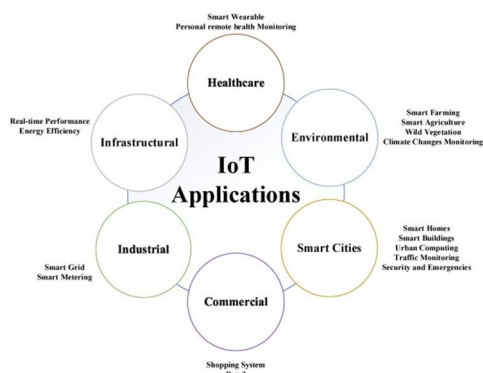 Smart Wearable
Personal remote health Monitoring
Healthcare
Real-time Performance
Energy Efficiency
Infrastructural
Environmental
Smart Farming
Smart Agriculture
Wild Vegetation
Climate Changes Monitoring
IoT
Applications
Industrial
Smart Grid
Smart Metering
Smart Cities
Smart Homes
Smart Buildings
Urban Computing
Traffic Monitoring
Security and Emergencies
Commercial
Shopping System